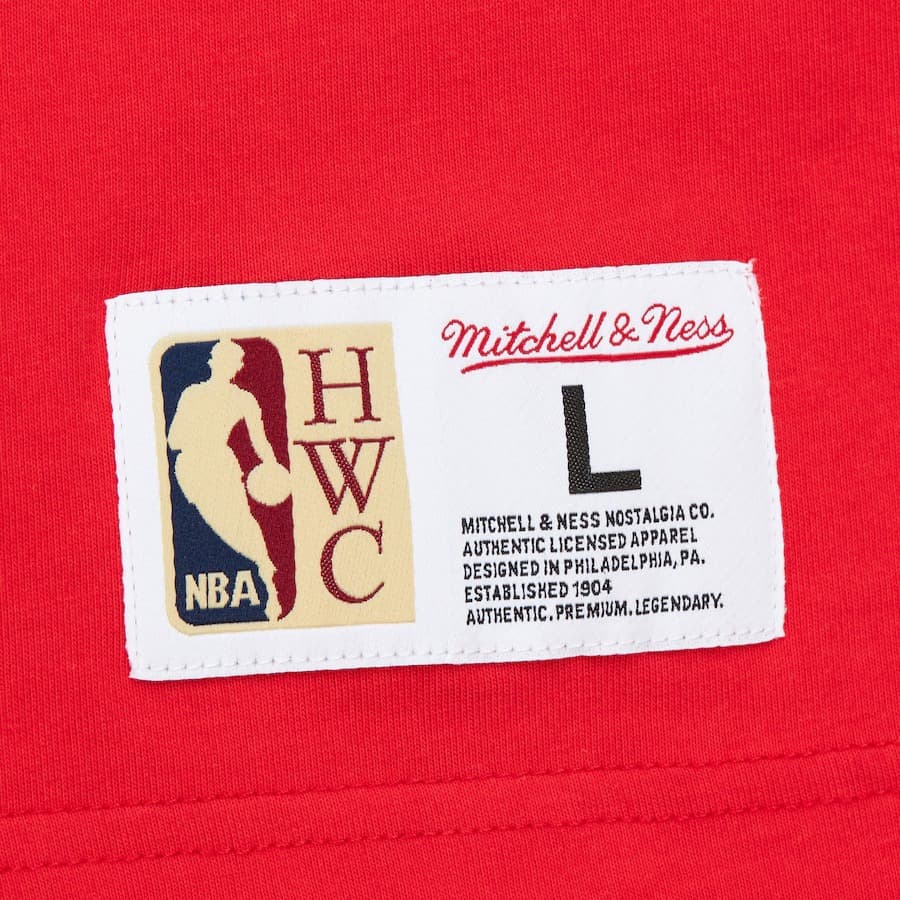 NBA
H
W
C
Mitchell & Ness
L
MITCHELL & NESS NOSTALGIA CO.
AUTHENTIC LICENSED APPAREL
DESIGNED IN PHILADELPHIA, PA.
ESTABLISHED 1904
AUTHENTIC. PREMIUM. LEGENDARY.